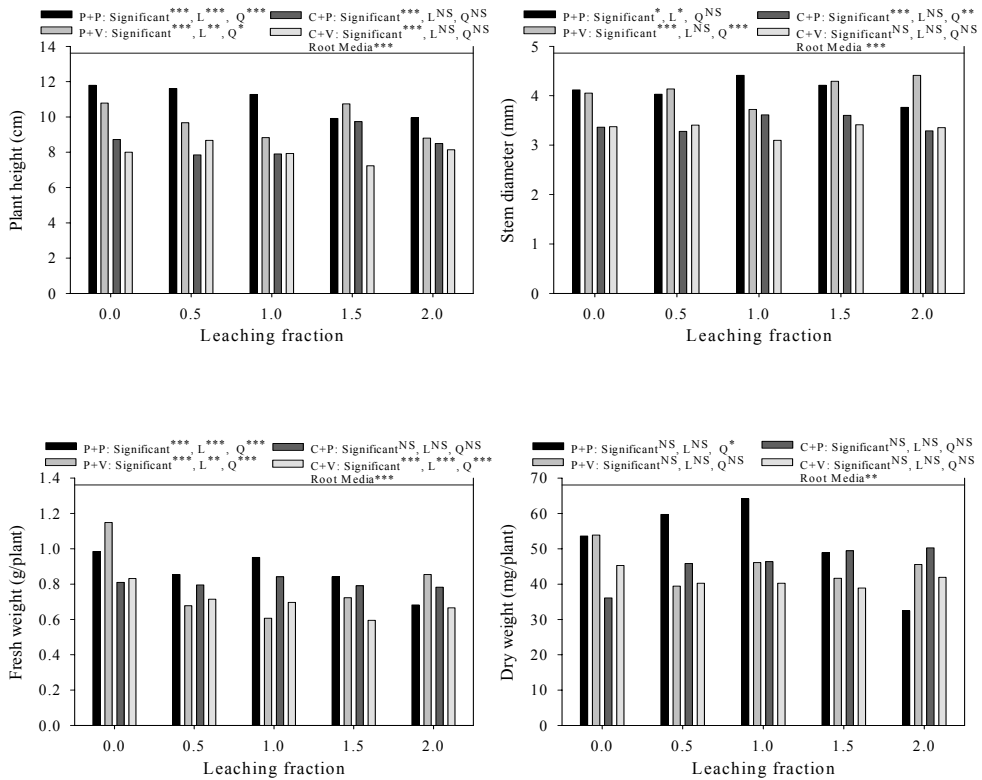 P+P: Significant***, L***, Q***
C+P: Significant***, LNS, QNS
P+V: Significant***, L**, Q*
C+V: Significant***, LNS, QNS
Root Media***
14
12
10
8
6
4
2
0
Plant height (cm)
0.0 0.5 1.0 1.5 2.0
Leaching fraction
P+P: Significant*, L*, QNS
C+P: Significant***, LNS, Q**
P+V: Significant***, LNS, Q***
C+V: SignificantNS, LNS, QNS
Root Media ***
5
4
3
2
1
0
Stem diameter (mm)
0.0 0.5 1.0 1.5 2.0
Leaching fraction
P+P: Significant***, L***, Q***
C+P: SignificantNS, LNS, QNS
P+V: Significant***, L**, Q***
C+V: Significant***, L***, Q***
Root Media***
1.4
1.2
1.0
0.8
0.6
0.4
0.2
0.0
Fresh weight (g/plant)
0.0 0.5 1.0 1.5 2.0
Leaching fraction
P+P: SignificantNS, LNS, Q*
C+P: SignificantNS, LNS, QNS
P+V: SignificantNS, LNS, QNS
C+V: SignificantNS, LNS, QNS
Root Media**
70
60
50
40
30
20
10
0
Dry weight (mg/plant)
0.0 0.5 1.0 1.5 2.0
Leaching fraction